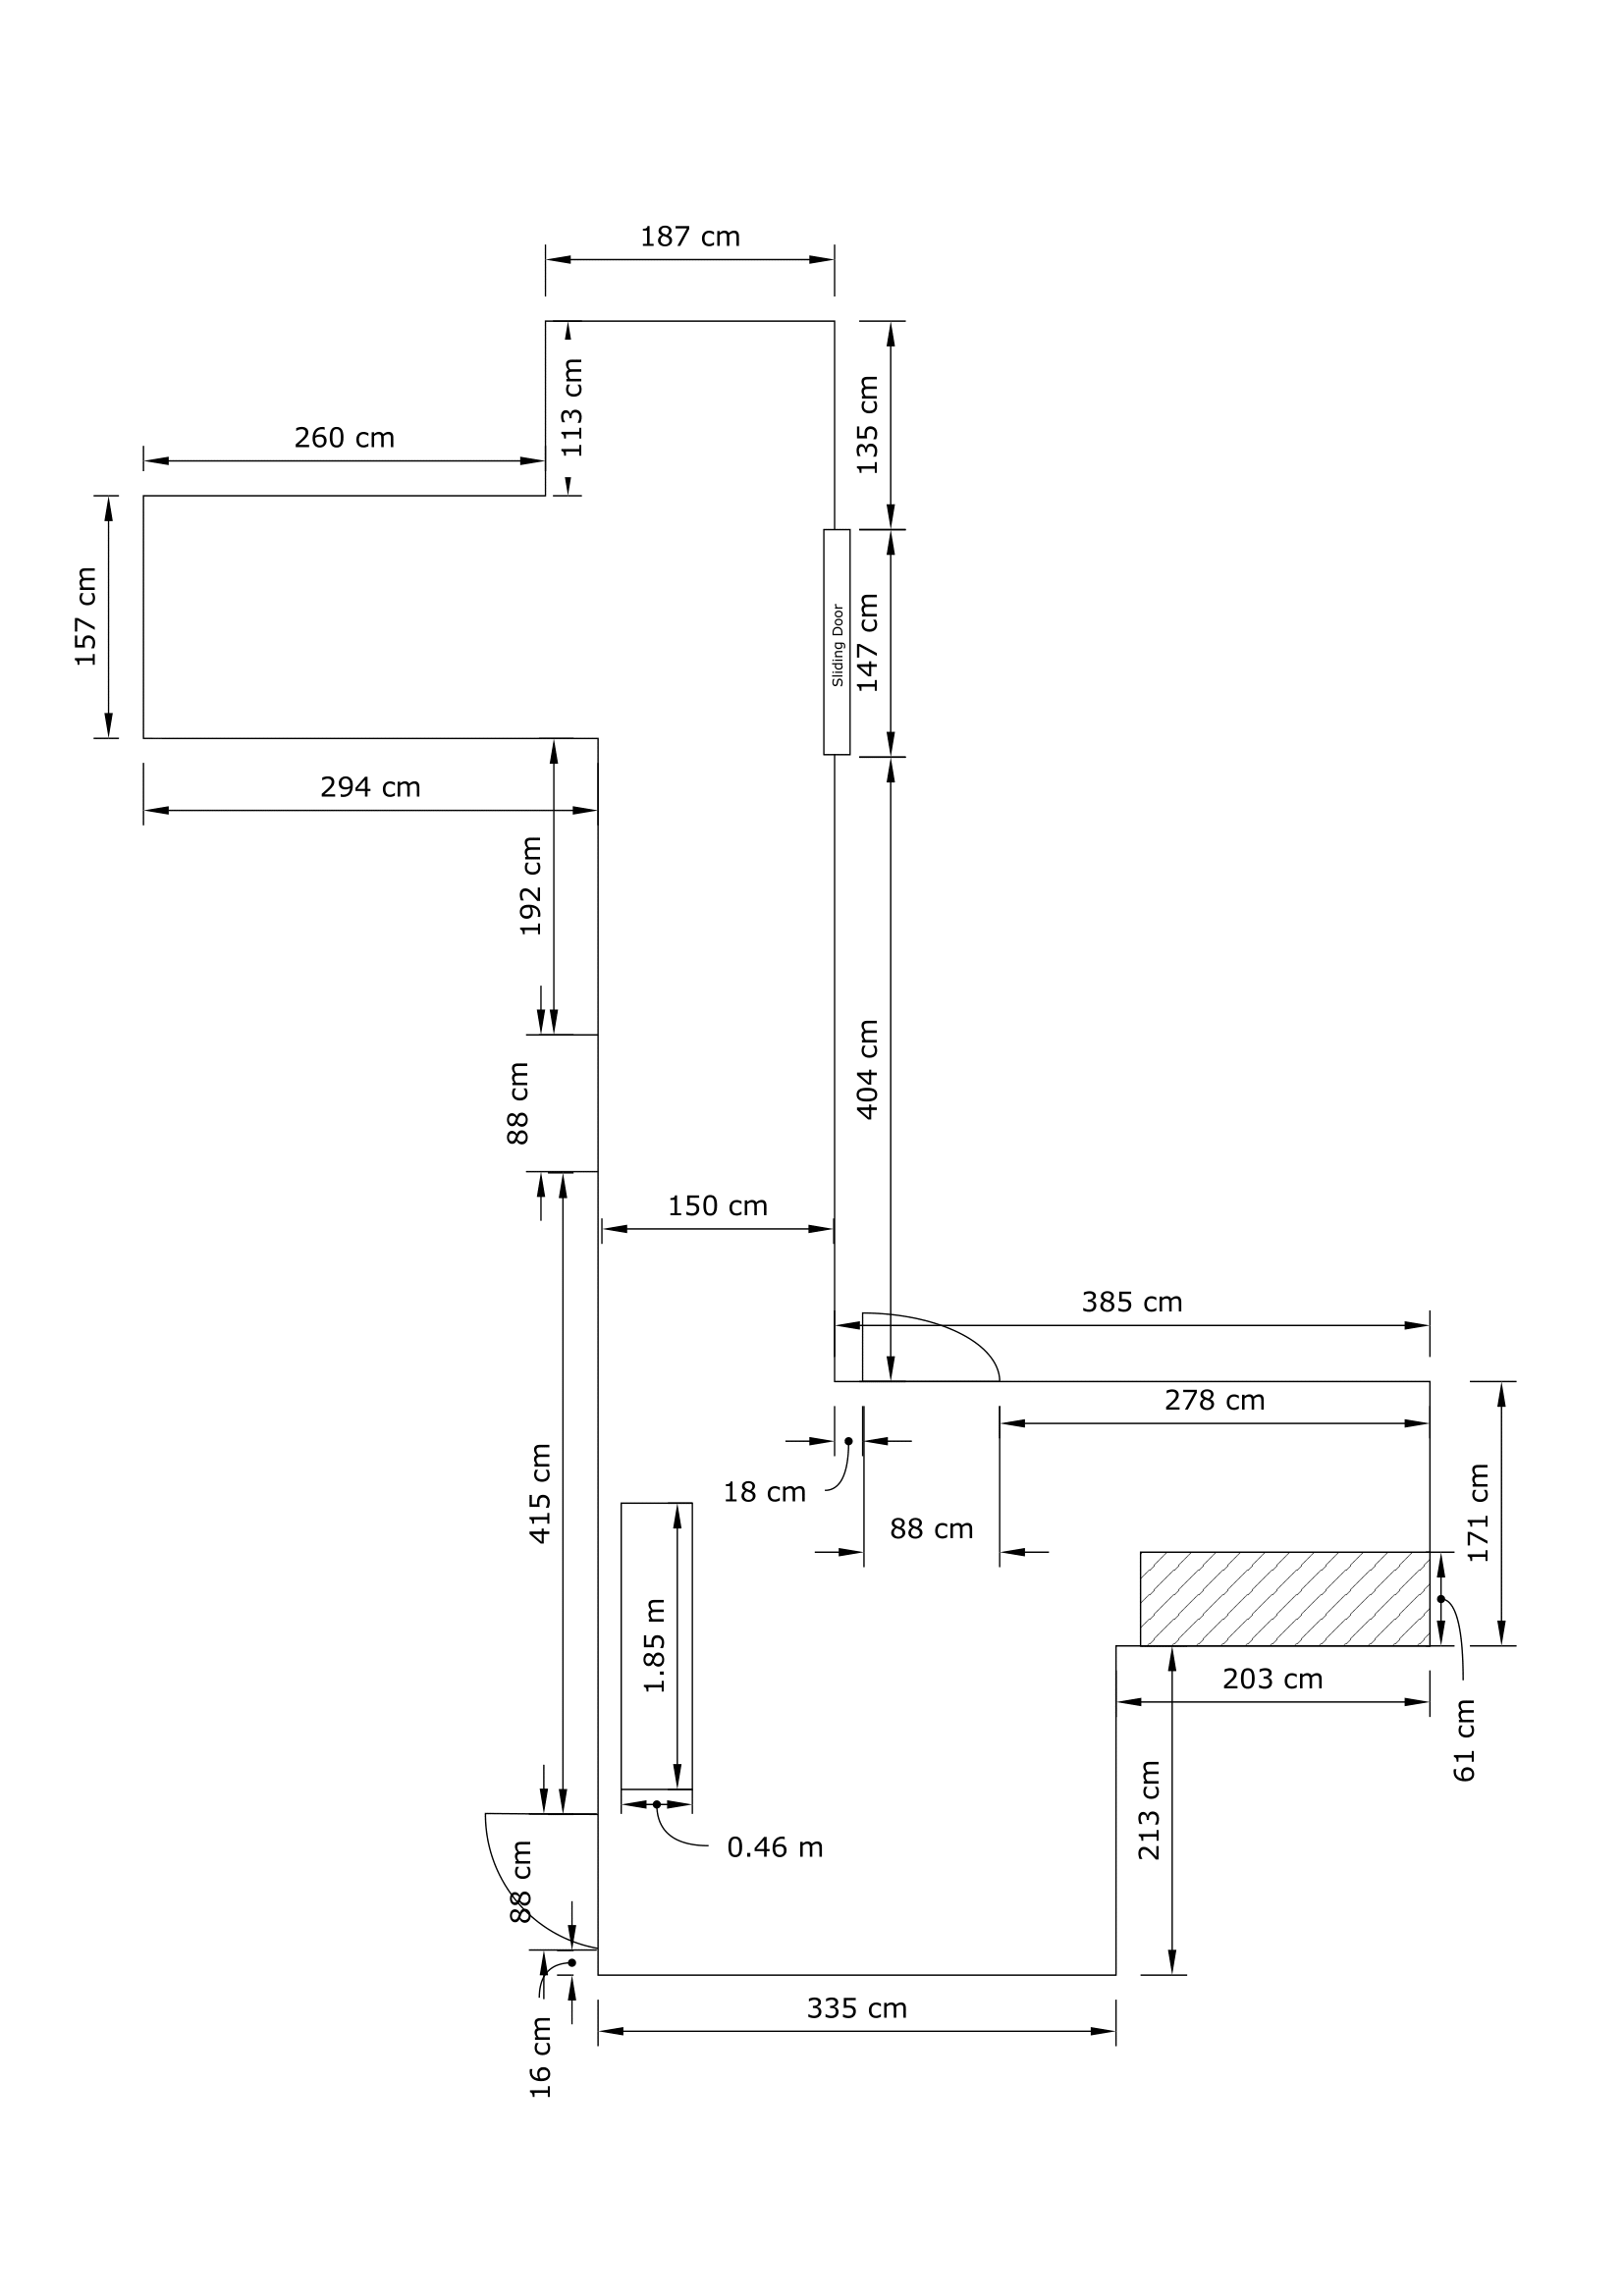 187 cm
113 cm
135 cm
260 cm
157 cm
147 cm
Sliding Door
294 cm
192 cm
88 cm
404 cm
150 cm
385 cm
278 cm
18 cm
88 cm
415 cm
171 cm
1.85 m
203 cm
61 cm
213 cm
0.46 m
88 cm
335 cm
16 cm